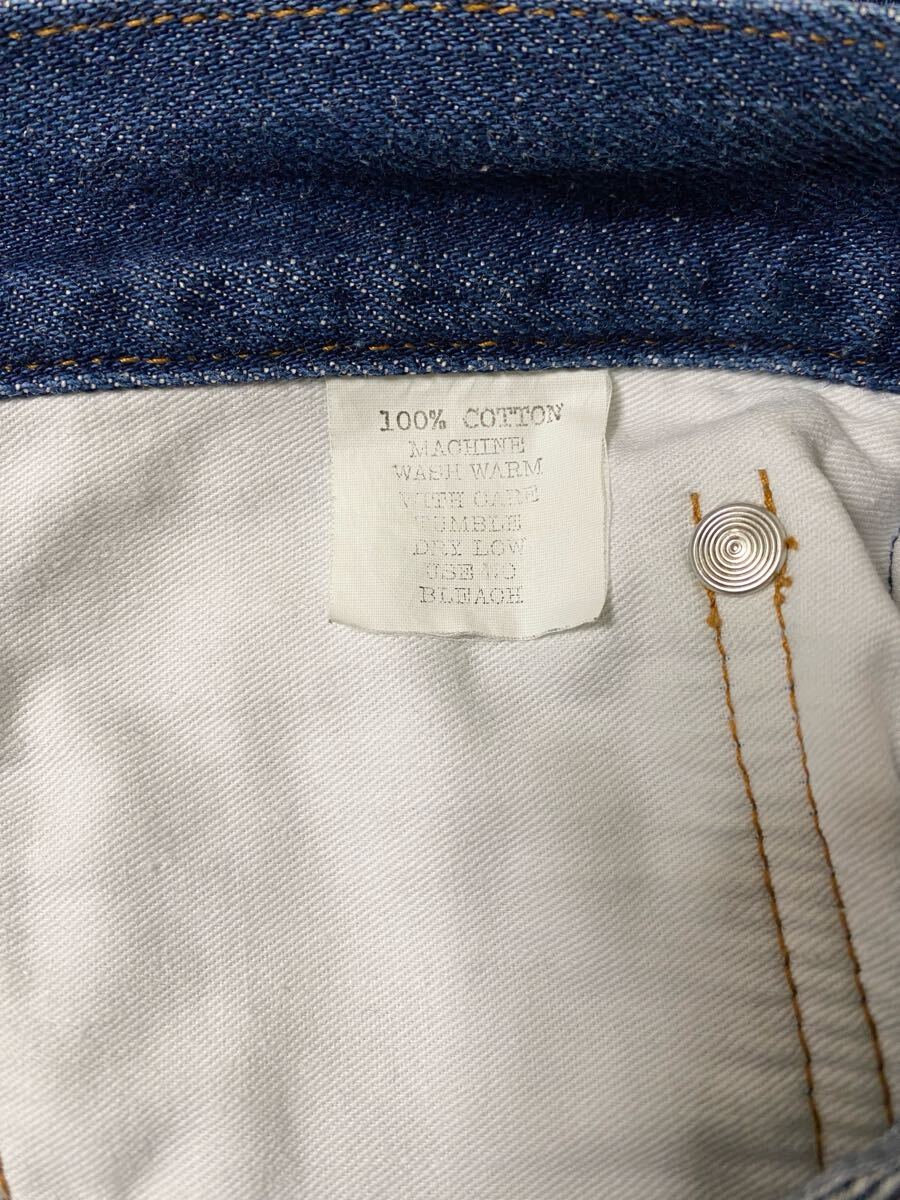 100% COTTON
MACHINE
WASH WARM
WITH CARE
TUMBLE
DRY LOW
USE NO
BLEACH